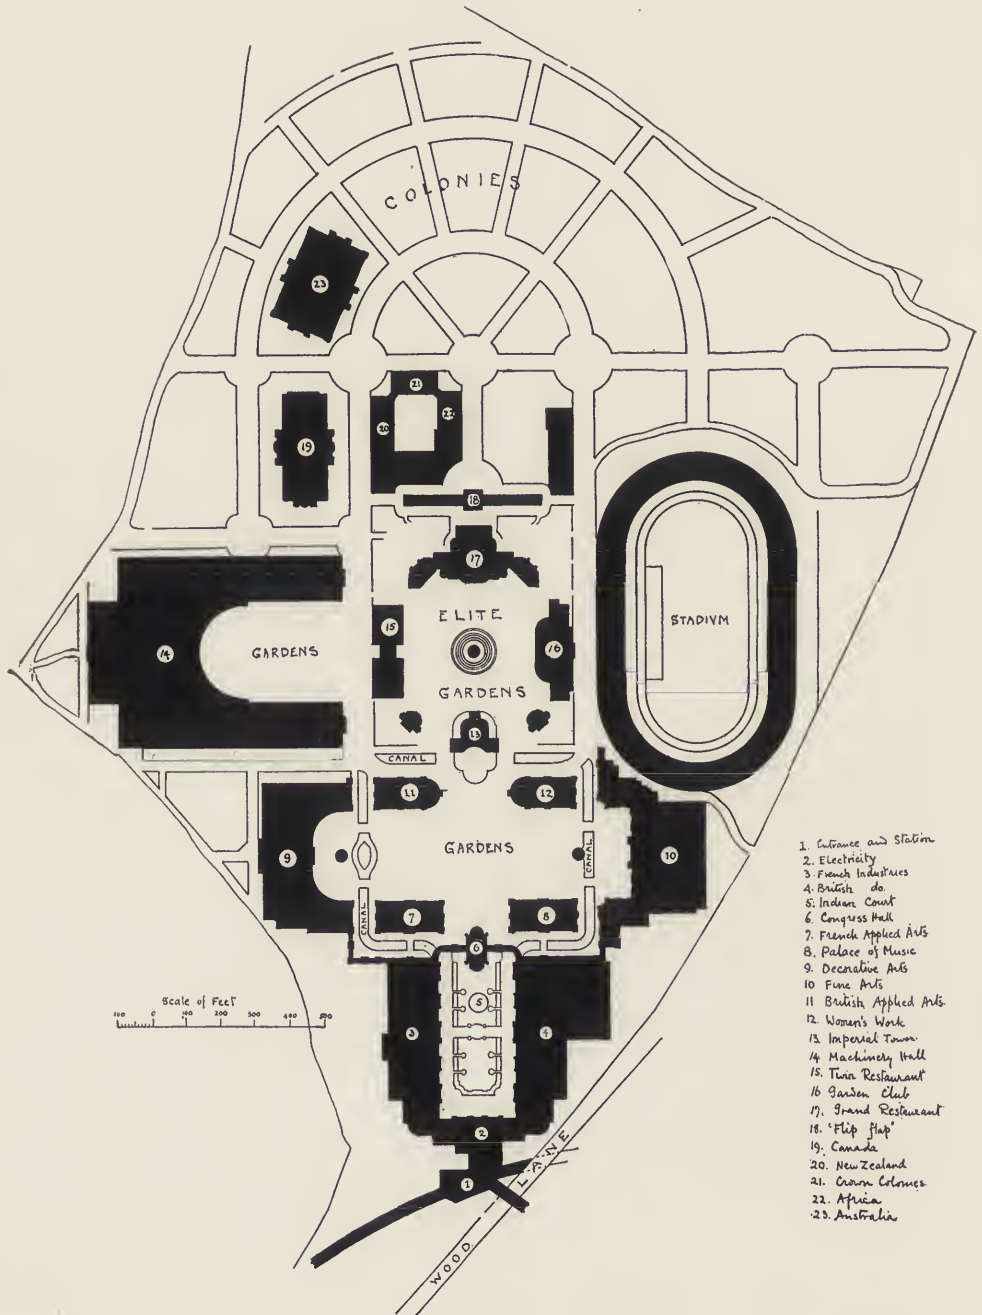 COLONIES
23
21
20
22
19
18
17
ELITE
15
STADIVM
16
14
GARDENS
GARDENS
13
CANAL
11
12
GARDENS
9
10
CANAL
CANAL
7
8
6
5
3
4
2
1
WOOD LANE
Scale of Feet
100 0 100 200 300 400 500
1. Entrance and Station
2. Electricity
3. French Industries
4. British do.
5. Indian Court
6. Congress Hall
7. French Applied Arts
8. Palace of Music
9. Decorative Arts
10 Fine Arts
11 British Applied Arts.
12. Women's Work
13. Imperial Tower
14 Machinery Hall
15. Twin Restaurant
16 Garden Club
17. Grand Restaurant
18. 'Flip flap'
19. Canada
20. New Zealand
21. Crown Colonies
22. Africa
23. Australia